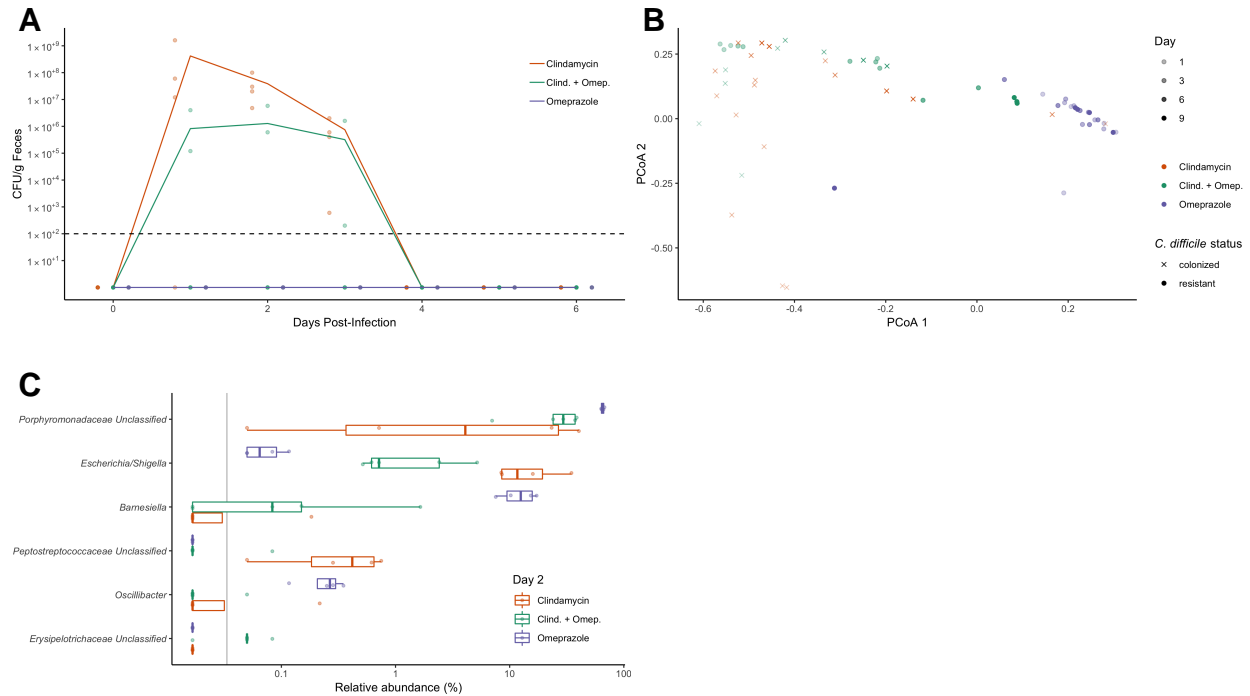 A
CFU/g Feces
1 × 10⁺⁹
1 × 10⁺⁸
1 × 10⁺⁷
1 × 10⁺⁶
1 × 10⁺⁵
1 × 10⁺⁴
1 × 10⁺³
1 × 10⁺²
1 × 10⁺¹
0
2
4
6
Days Post-Infection
Clindamycin
Clind. + Omep.
Omeprazole
B
PCoA 2
0.25
0.00
-0.25
-0.50
-0.6
-0.4
-0.2
0.0
0.2
PCoA 1
Day
1
3
6
9
Clindamycin
Clind. + Omep.
Omeprazole
C. difficile status
colonized
resistant
C
Porphyromonadaceae Unclassified
Escherichia/Shigella
Barnesiella
Peptostreptococcaceae Unclassified
Oscillibacter
Erysipelotrichaceae Unclassified
0.1
1
10
100
Relative abundance (%)
Day 2
Clindamycin
Clind. + Omep.
Omeprazole